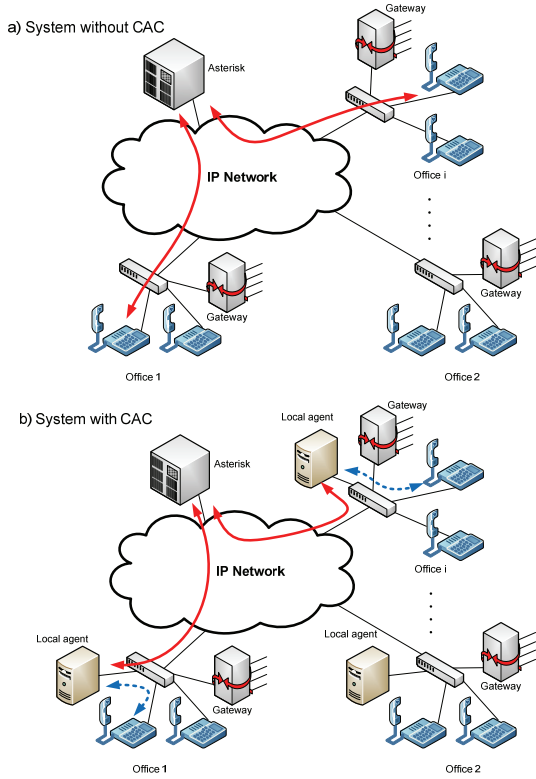 a) System without CAC
Gateway
Asterisk
IP Network
Office i
Gateway
Gateway
Office 1
Office 2
b) System with CAC
Local agent
Gateway
Asterisk
IP Network
Office i
Local agent
Local agent
Gateway
Gateway
Office 1
Office 2